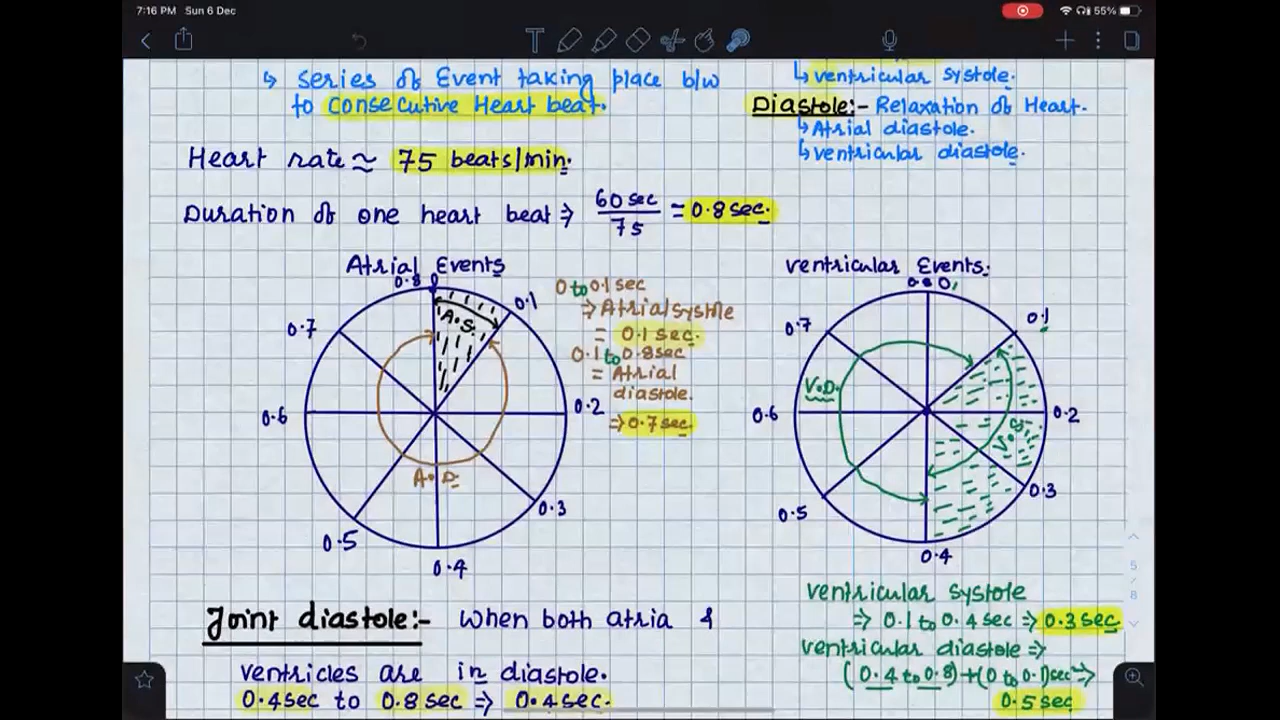 7:16 PM Sun 6 Dec
55%
↳ series of Event taking place b/w
to consecutive Heart beat.
↳ ventricular systole.
Diastole:- Relaxation of Heart.
↳ Atrial diastole.
↳ ventricular diastole.
Heart rate ≈ 75 beats/min.
Duration of one heart beat ⇒ 60 sec / 75 = 0.8 sec.
Atrial Events
0.8 0
0.1
0.2
0.3
0.4
0.5
0.6
0.7
A.S.
A.D.
0 to 0.1 sec
⇒ Atrial systole
= 0.1 sec.
0.1 to 0.8 sec
= Atrial
diastole.
⇒ 0.7 sec.
ventricular Events.
0.8 0
0.1
0.2
0.3
0.4
0.5
0.6
0.7
V.D.
V.S.
ventricular systole
⇒ 0.1 to 0.4 sec ⇒ 0.3 sec
ventricular diastole ⇒
(0.4 to 0.8) + (0 to 0.1) sec ⇒
0.5 sec
Joint diastole:- When both atria &
ventricles are in diastole.
0.4 sec to 0.8 sec ⇒ 0.4 sec.
5
/
8